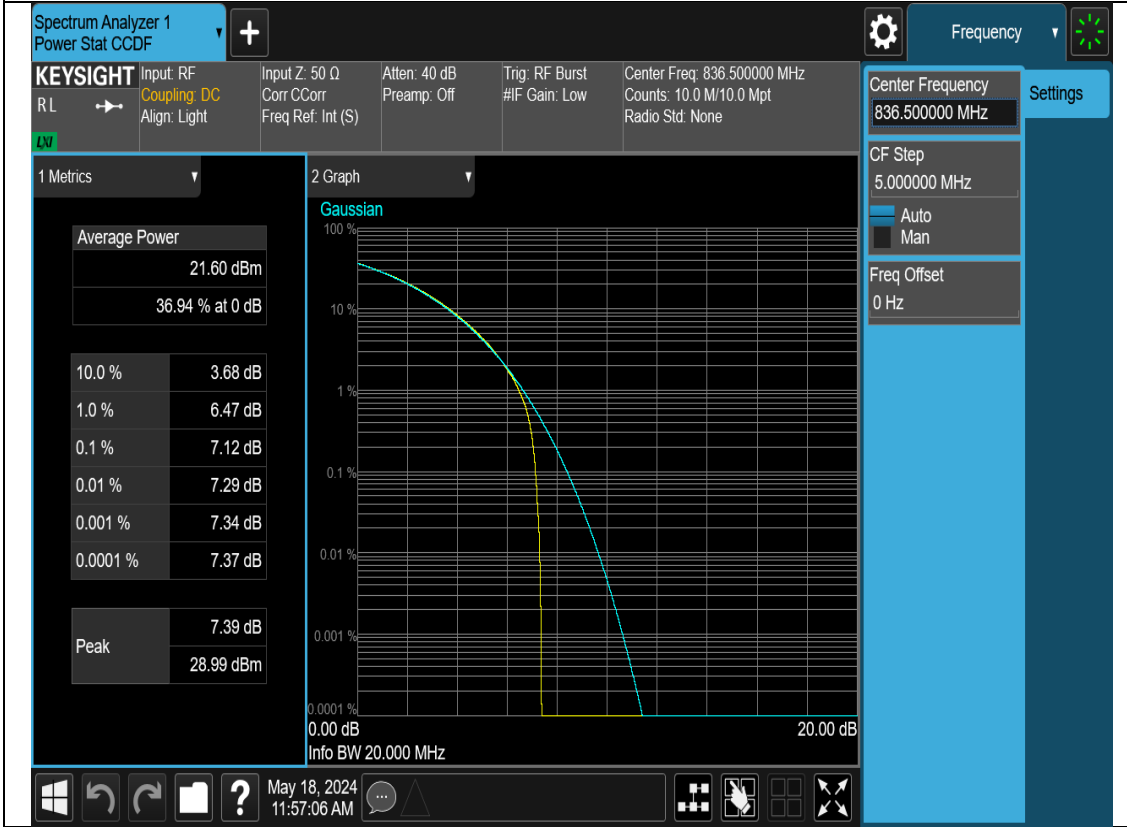 Spectrum Analyzer 1
Power Stat CCDF
Frequency
KEYSIGHT
RL
LXI
Input: RF
Coupling: DC
Align: Light
Input Z: 50 Ω
Corr CCorr
Freq Ref: Int (S)
Atten: 40 dB
Preamp: Off
Trig: RF Burst
#IF Gain: Low
Center Freq: 836.500000 MHz
Counts: 10.0 M/10.0 Mpt
Radio Std: None
Center Frequency
836.500000 MHz
Settings
CF Step
5.000000 MHz
Auto
Man
Freq Offset
0 Hz
1 Metrics
Average Power
21.60 dBm
36.94 % at 0 dB
10.0 % 3.68 dB
1.0 % 6.47 dB
0.1 % 7.12 dB
0.01 % 7.29 dB
0.001 % 7.34 dB
0.0001 % 7.37 dB
Peak
7.39 dB
28.99 dBm
2 Graph
Gaussian
100 %
10 %
1 %
0.1 %
0.01 %
0.001 %
0.0001 %
0.00 dB 20.00 dB
Info BW 20.000 MHz
?
May 18, 2024
11:57:06 AM